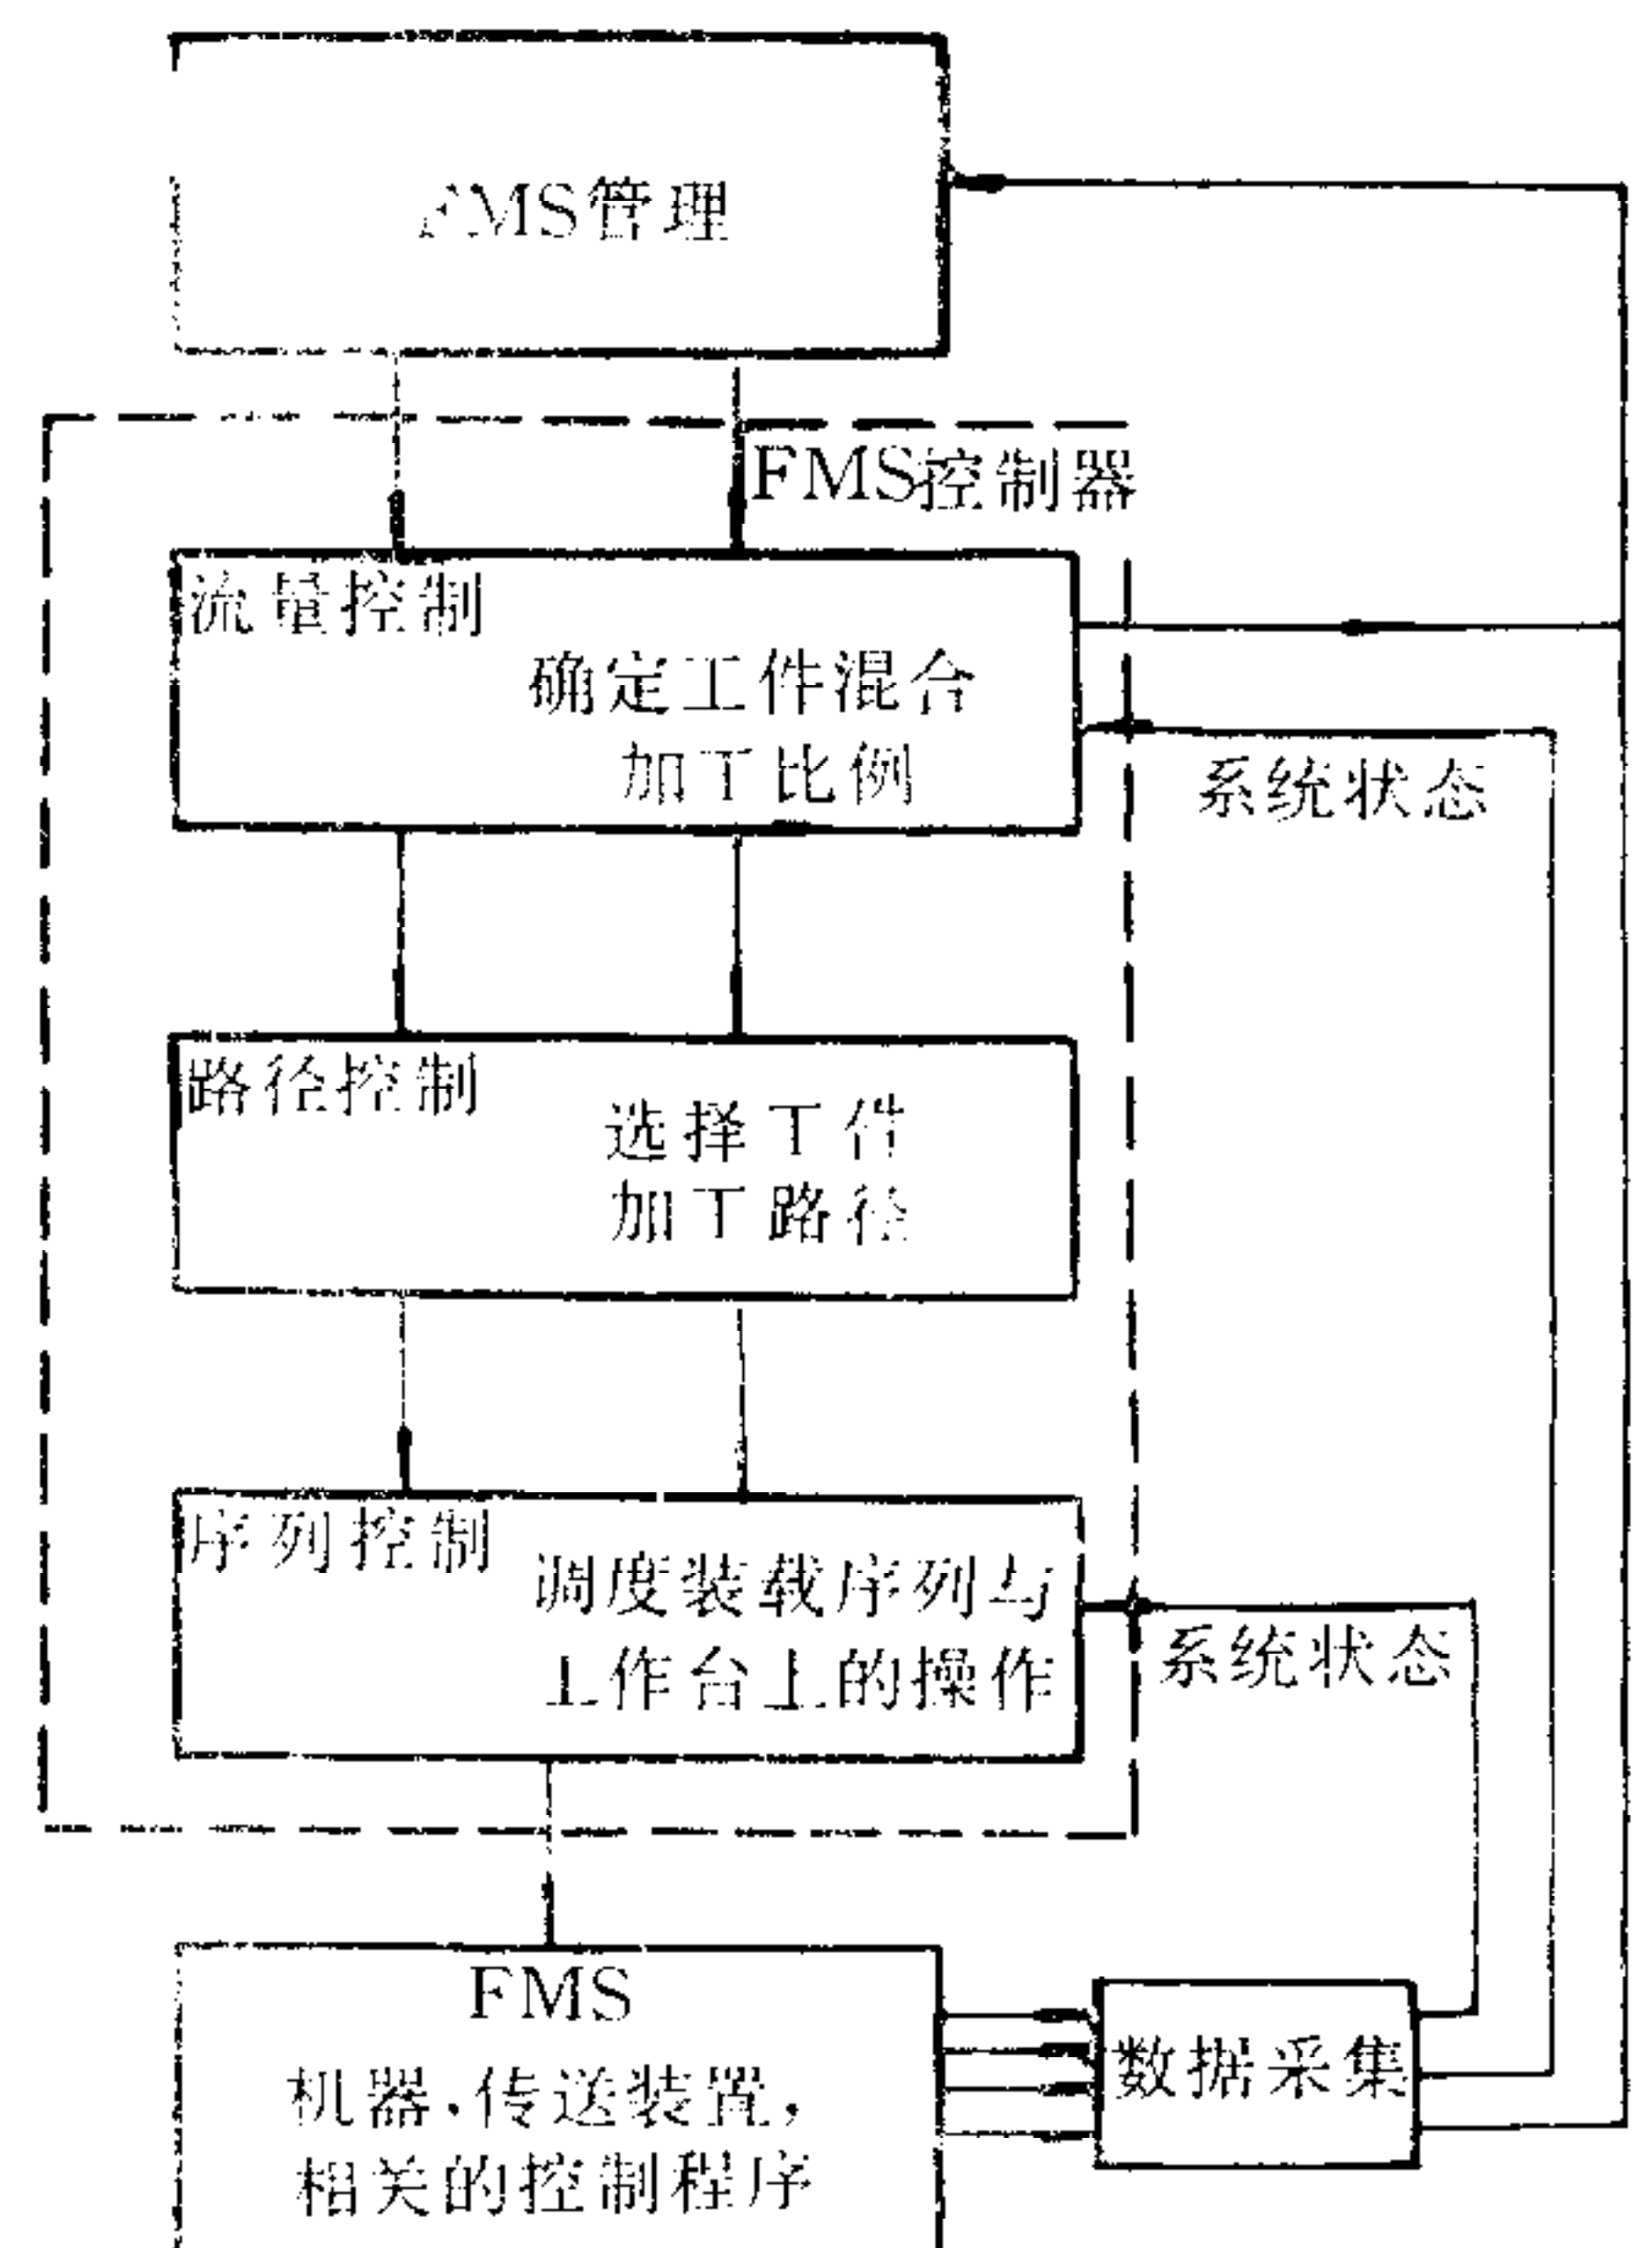 FMS管理
FMS控制器
流量控制
确定工件混合
加工比例
系统状态
路径控制
选择工件
加工路径
序列控制
调度装载序列与
工作台上的操作
系统状态
FMS
机器,传送装置,
相关的控制程序
数据采集